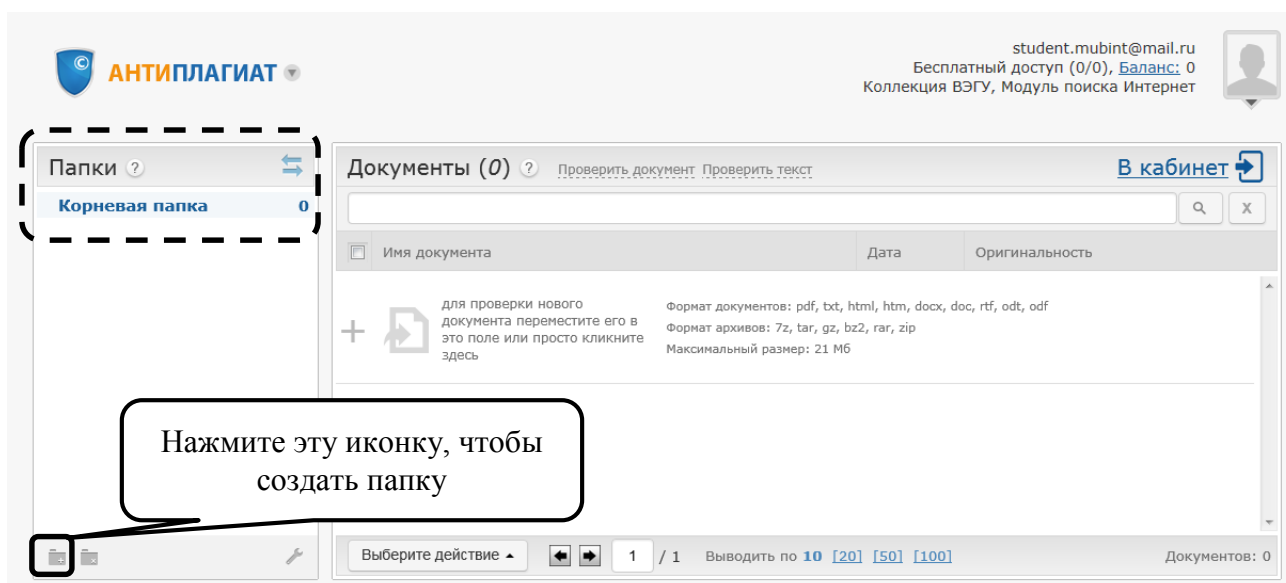 student.mubint@mail.ru
АНТИПЛАГИАТ
Бесплатный доступ (0/0), Баланс: 0
Коллекция ВЭГУ, Модуль поиска Интернет
Папки ?
Корневая папка 0
Документы (0) ? Проверить документ Проверить текст В кабинет
X
Имя документа Дата Оригинальность
для проверки нового
документа переместите его в
это поле или просто кликните
здесь
Формат документов: pdf, txt, html, htm, docx, doc, rtf, odt, odf
Формат архивов: 7z, tar, gz, bz2, rar, zip
Максимальный размер: 21 Мб
Нажмите эту иконку, чтобы
создать папку
Выберите действие 1 / 1 Выводить по 10 [20] [50] [100] Документов: 0